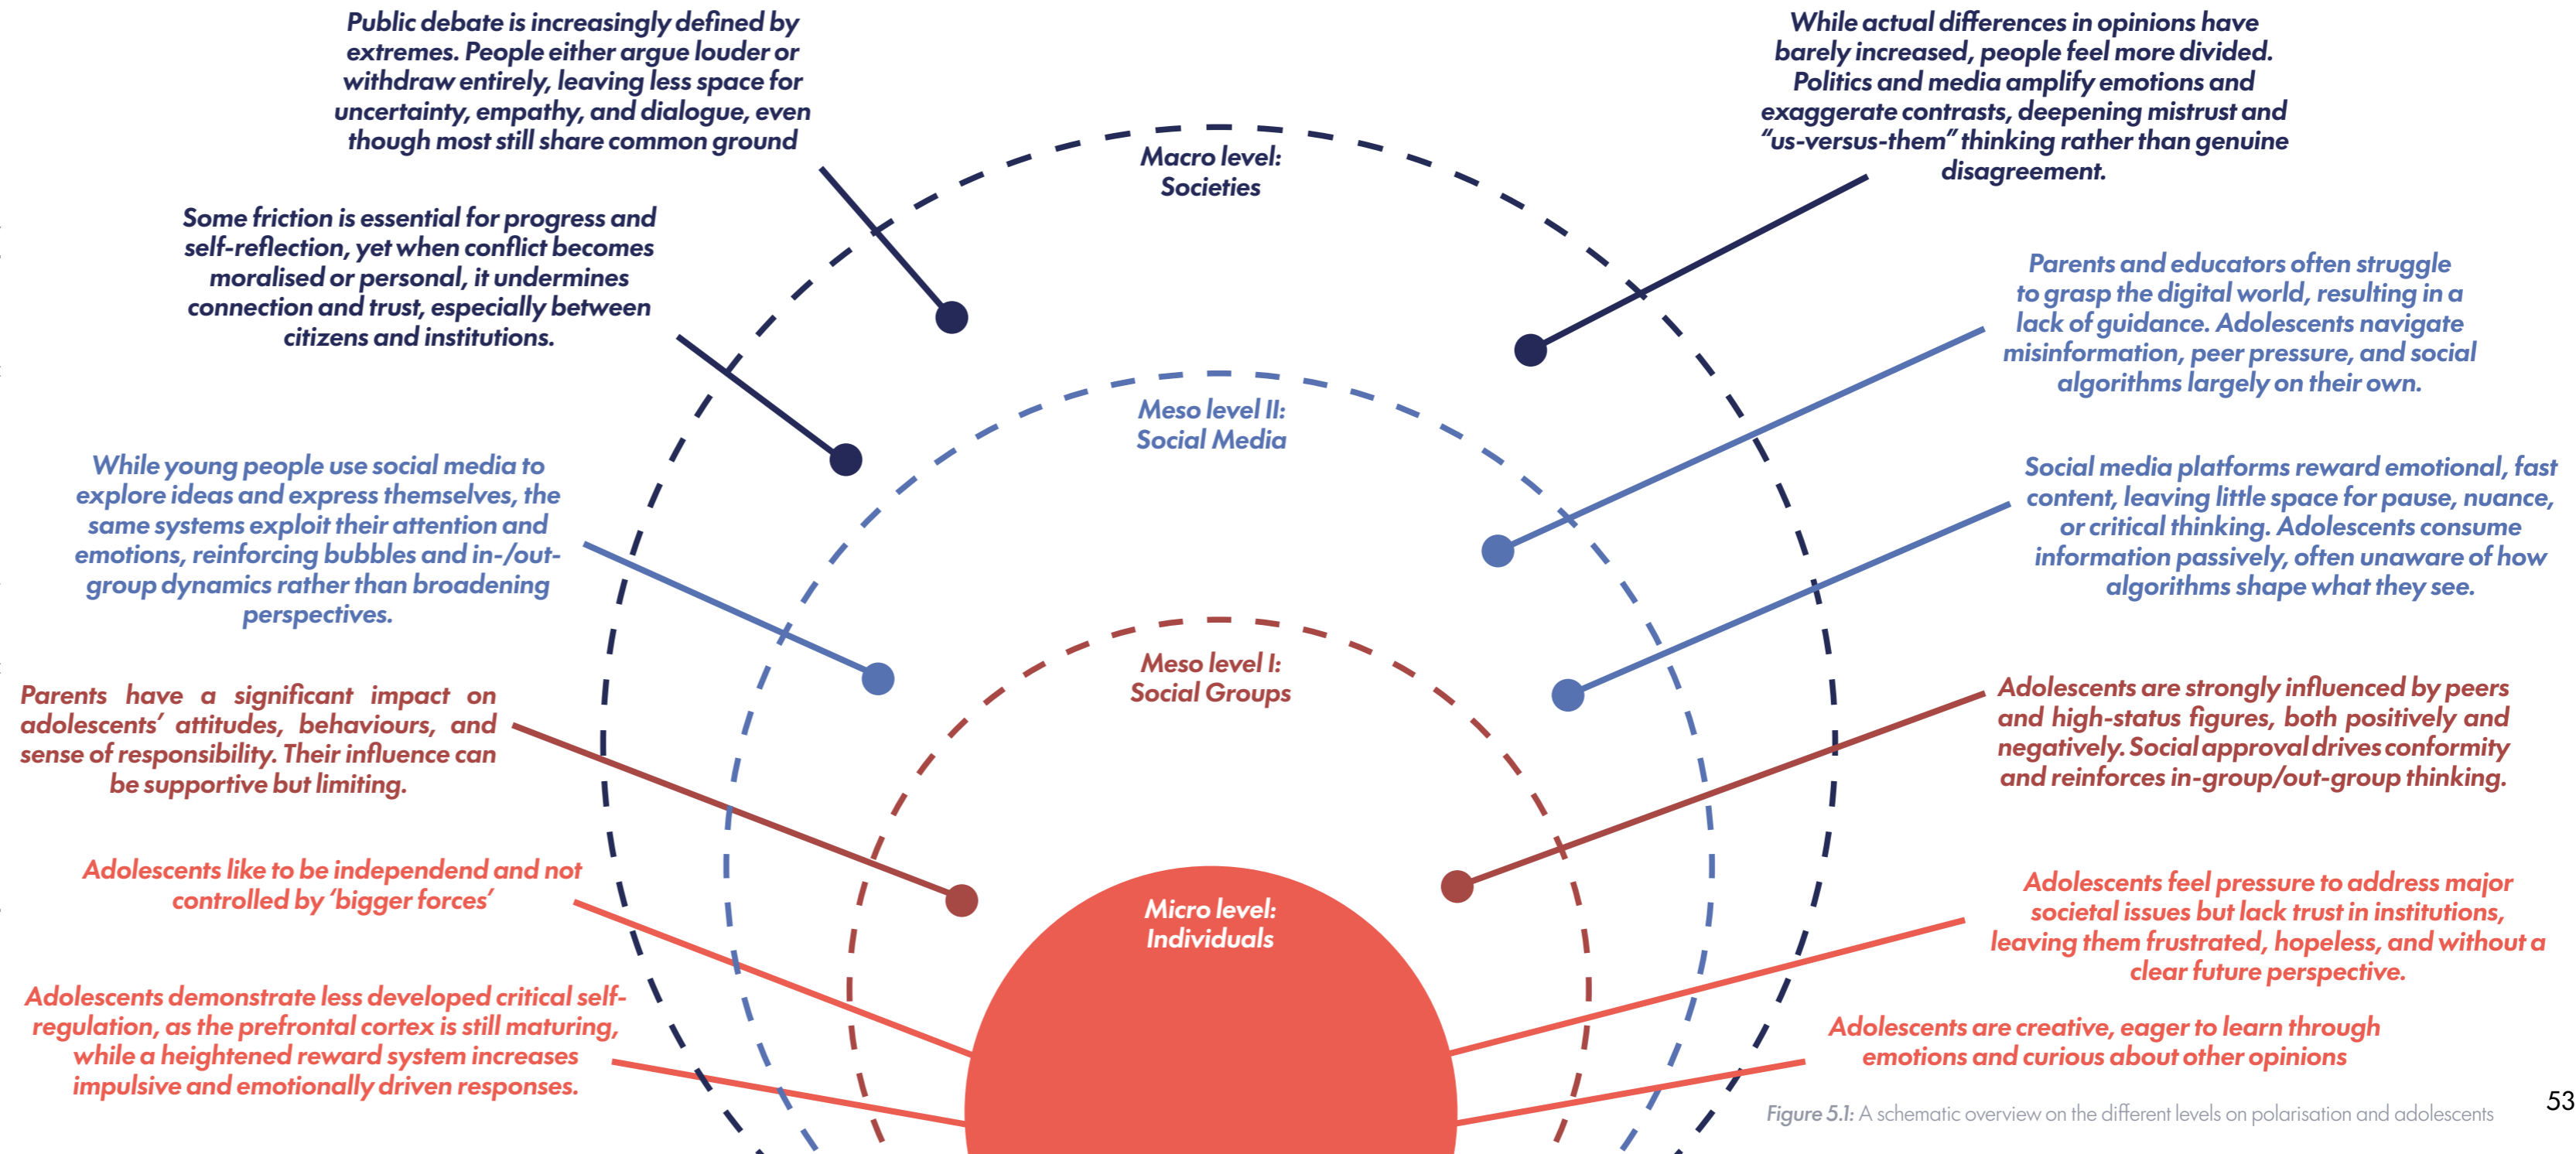 Public debate is increasingly defined by
extremes. People either argue louder or
withdraw entirely, leaving less space for
uncertainty, empathy, and dialogue, even
though most still share common ground
Some friction is essential for progress and
self-reflection, yet when conflict becomes
moralised or personal, it undermines
connection and trust, especially between
citizens and institutions.
While young people use social media to
explore ideas and express themselves, the
same systems exploit their attention and
emotions, reinforcing bubbles and in-/out-
group dynamics rather than broadening
perspectives.
Parents have a significant impact on
adolescents' attitudes, behaviours, and
sense of responsibility. Their influence can
be supportive but limiting.
Adolescents like to be independend and not
controlled by 'bigger forces'
Adolescents demonstrate less developed critical self-
regulation, as the prefrontal cortex is still maturing,
while a heightened reward system increases
impulsive and emotionally driven responses.
Macro level:
Societies
Meso level II:
Social Media
Meso level I:
Social Groups
Micro level:
Individuals
While actual differences in opinions have
barely increased, people feel more divided.
Politics and media amplify emotions and
exaggerate contrasts, deepening mistrust and
"us-versus-them" thinking rather than genuine
disagreement.
Parents and educators often struggle
to grasp the digital world, resulting in a
lack of guidance. Adolescents navigate
misinformation, peer pressure, and social
algorithms largely on their own.
Social media platforms reward emotional, fast
content, leaving little space for pause, nuance,
or critical thinking. Adolescents consume
information passively, often unaware of how
algorithms shape what they see.
Adolescents are strongly influenced by peers
and high-status figures, both positively and
negatively. Social approval drives conformity
and reinforces in-group/out-group thinking.
Adolescents feel pressure to address major
societal issues but lack trust in institutions,
leaving them frustrated, hopeless, and without a
clear future perspective.
Adolescents are creative, eager to learn through
emotions and curious about other opinions
Figure 5.1: A schematic overview on the different levels on polarisation and adolescents
53